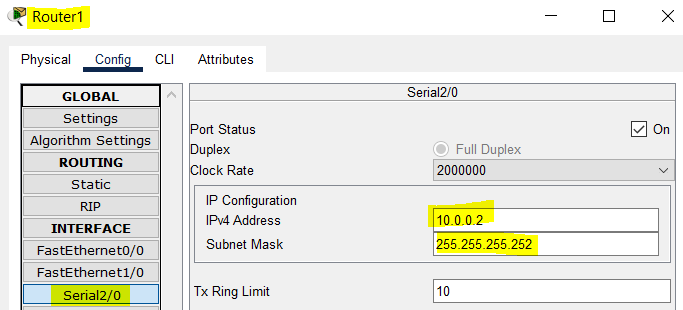 Router1
Physical Config CLI Attributes
GLOBAL
Settings
Algorithm Settings
ROUTING
Static
RIP
INTERFACE
FastEthernet0/0
FastEthernet1/0
Serial2/0
Serial2/0
Port Status On
Duplex Full Duplex
Clock Rate 2000000
IP Configuration
IPv4 Address 10.0.0.2
Subnet Mask 255.255.255.252
Tx Ring Limit 10